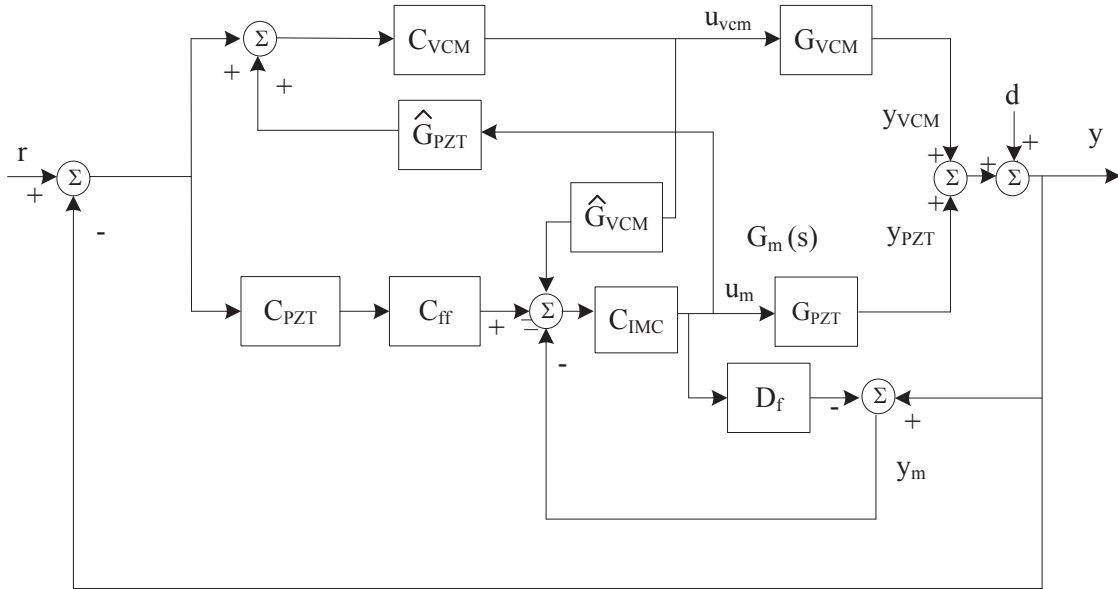 r
+
Σ
-
+
Σ
+
C_VCM
u_vcm
G_VCM
Ĝ_PZT
y_VCM
d
+
y
+
Σ
+
+
Σ
Ĝ_VCM
y_PZT
G_m (s)
C_PZT
C_ff
+
-
-
Σ
-
C_IMC
u_m
G_PZT
D_f
-
Σ
+
y_m